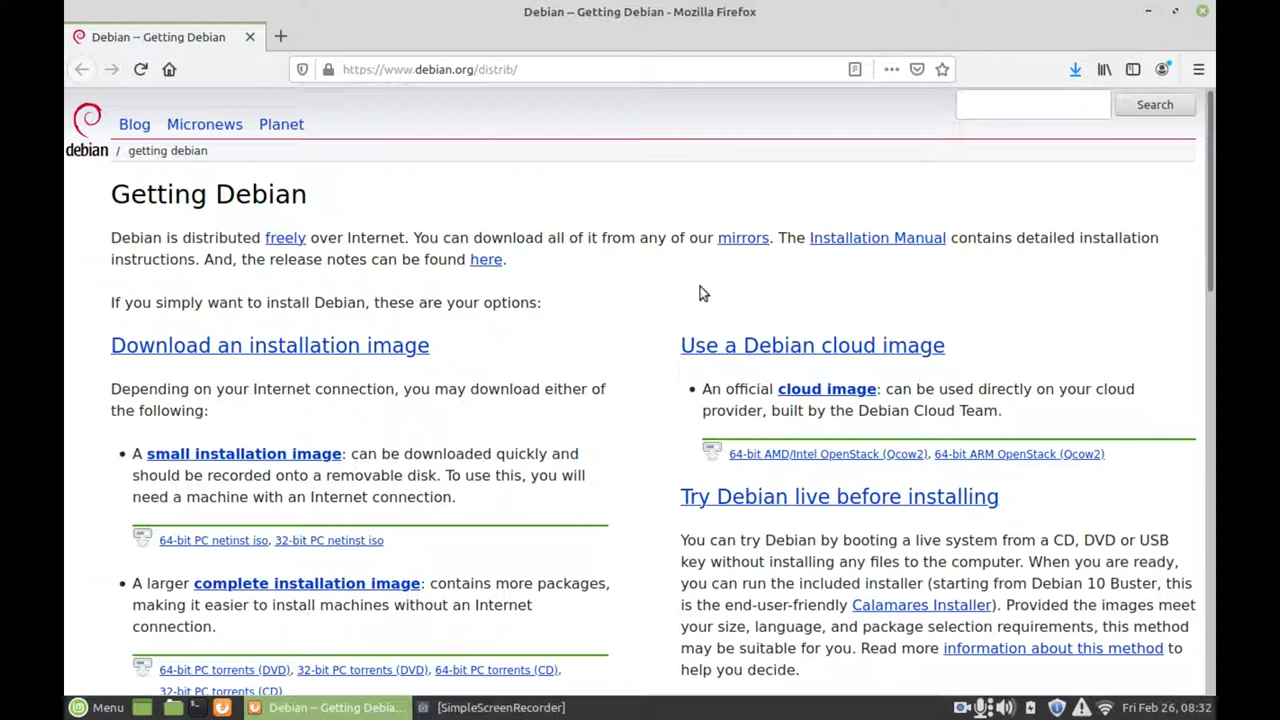 Debian -- Getting Debian - Mozilla Firefox
Debian -- Getting Debian
https://www.debian.org/distrib/
Search
Blog Micronews Planet
debian / getting debian
Getting Debian
Debian is distributed freely over Internet. You can download all of it from any of our mirrors. The Installation Manual contains detailed installation
instructions. And, the release notes can be found here.
If you simply want to install Debian, these are your options:
Download an installation image
Depending on your Internet connection, you may download either of
the following:
• A small installation image: can be downloaded quickly and
should be recorded onto a removable disk. To use this, you will
need a machine with an Internet connection.
64-bit PC netinst iso, 32-bit PC netinst iso
• A larger complete installation image: contains more packages,
making it easier to install machines without an Internet
connection.
64-bit PC torrents (DVD), 32-bit PC torrents (DVD), 64-bit PC torrents (CD),
32-bit PC torrents (CD)
Use a Debian cloud image
• An official cloud image: can be used directly on your cloud
provider, built by the Debian Cloud Team.
64-bit AMD/Intel OpenStack (Qcow2), 64-bit ARM OpenStack (Qcow2)
Try Debian live before installing
You can try Debian by booting a live system from a CD, DVD or USB
key without installing any files to the computer. When you are ready,
you can run the included installer (starting from Debian 10 Buster, this
is the end-user-friendly Calamares Installer). Provided the images meet
your size, language, and package selection requirements, this method
may be suitable for you. Read more information about this method to
help you decide.
Menu Debian -- Getting Debia... [SimpleScreenRecorder] Fri Feb 26, 08:32